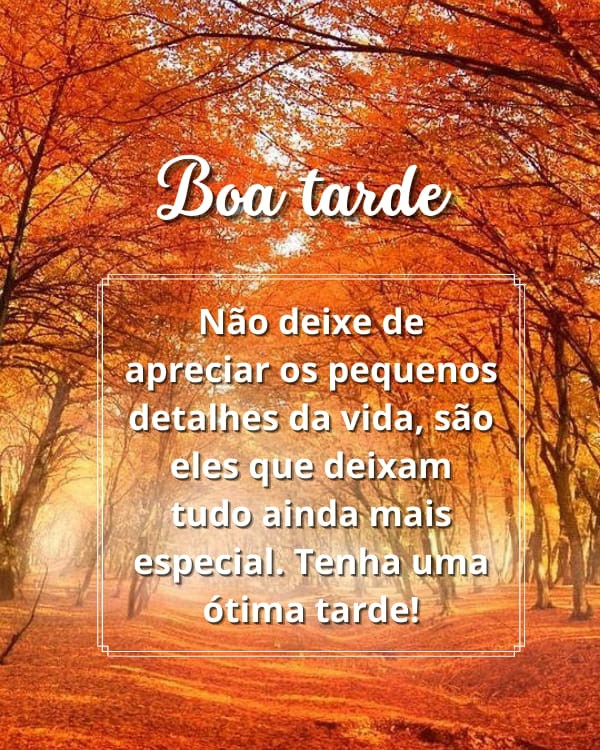 Boa tarde
Não deixe de
apreciar os pequenos
detalhes da vida, são
eles que deixam
tudo ainda mais
especial. Tenha uma
ótima tarde!